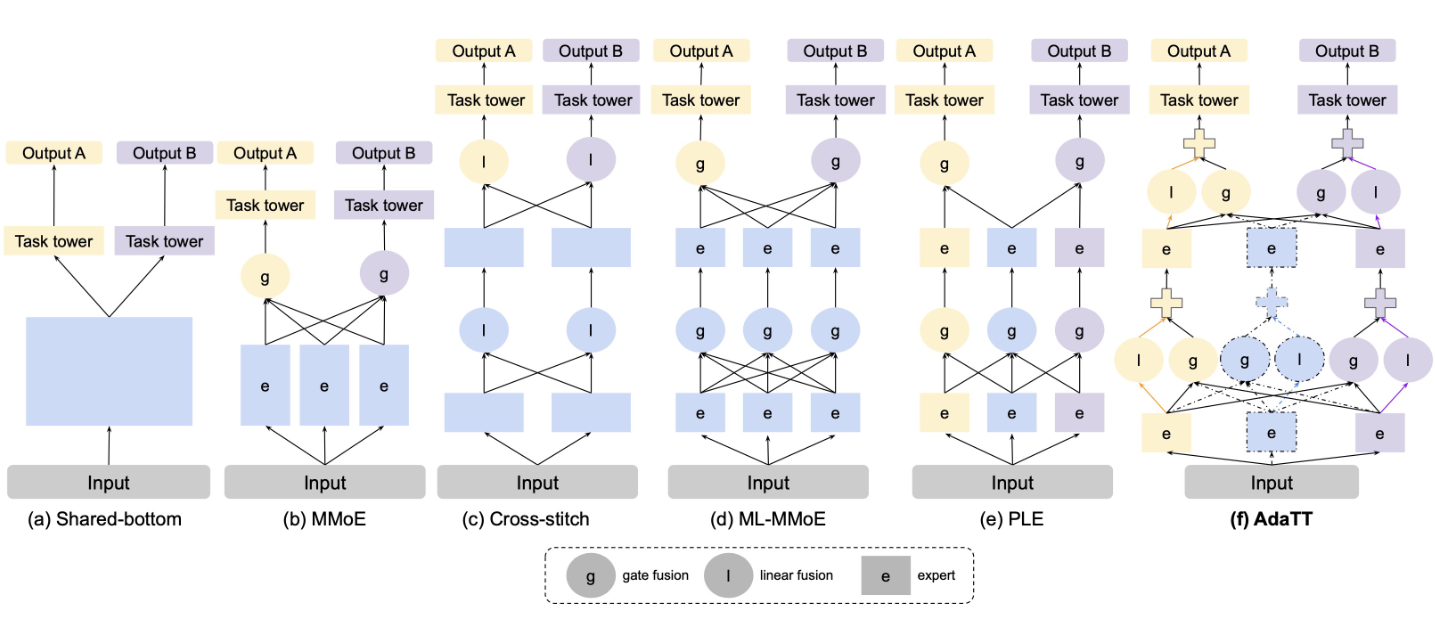 Output A Output B Output A Output B Output A Output B Output A Output B
Task tower Task tower Task tower Task tower Task tower Task tower Task tower Task tower
Output A Output B Output A Output B
l l g g g g
l g g l
Task tower Task tower
Task tower Task tower
e e e e e e e e e
g g
l l g g g g g g
l g g l g l
e e e
e e e e e e e e e
Input Input Input Input Input Input
(a) Shared-bottom (b) MMoE (c) Cross-stitch (d) ML-MMoE (e) PLE (f) AdaTT
g gate fusion l linear fusion e expert